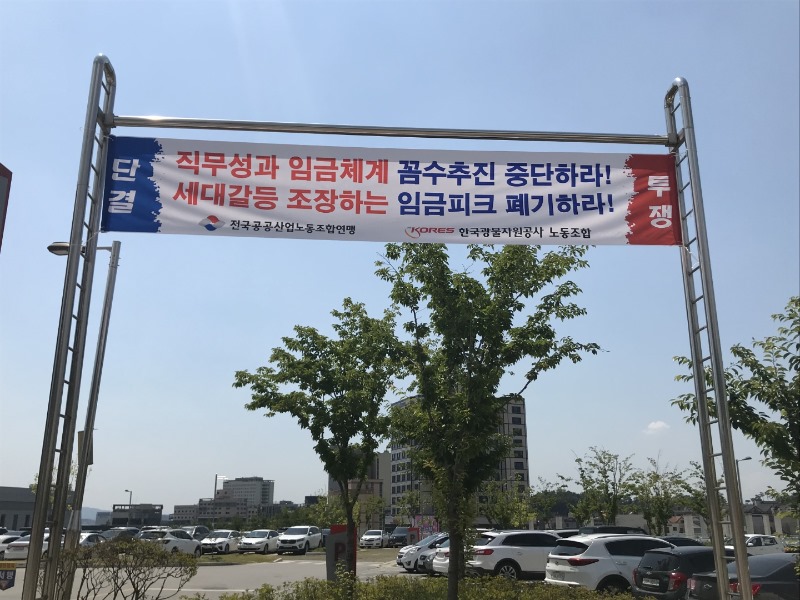 단결
직무성과 임금체계 꼼수추진 중단하라!
세대갈등 조장하는 임금피크 폐기하라!
투쟁
전국공공산업노동조합연맹
KORES 한국광물자원공사 노동조합
P